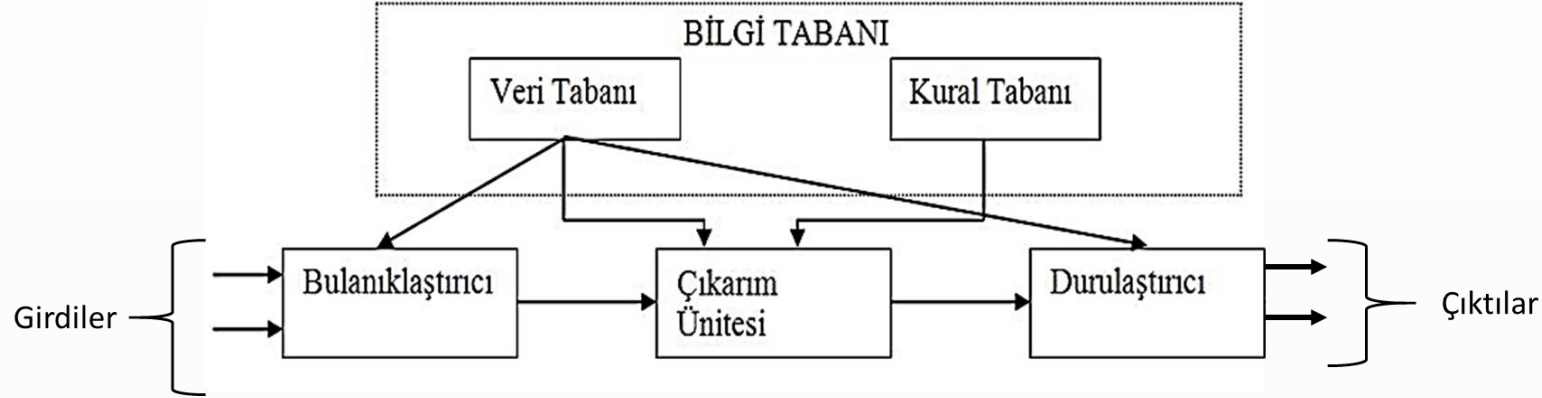 BİLGİ TABANI
Veri Tabanı
Kural Tabanı
Girdiler
Bulanıklaştırıcı
Çıkarım
Ünitesi
Durulaştırıcı
Çıktılar